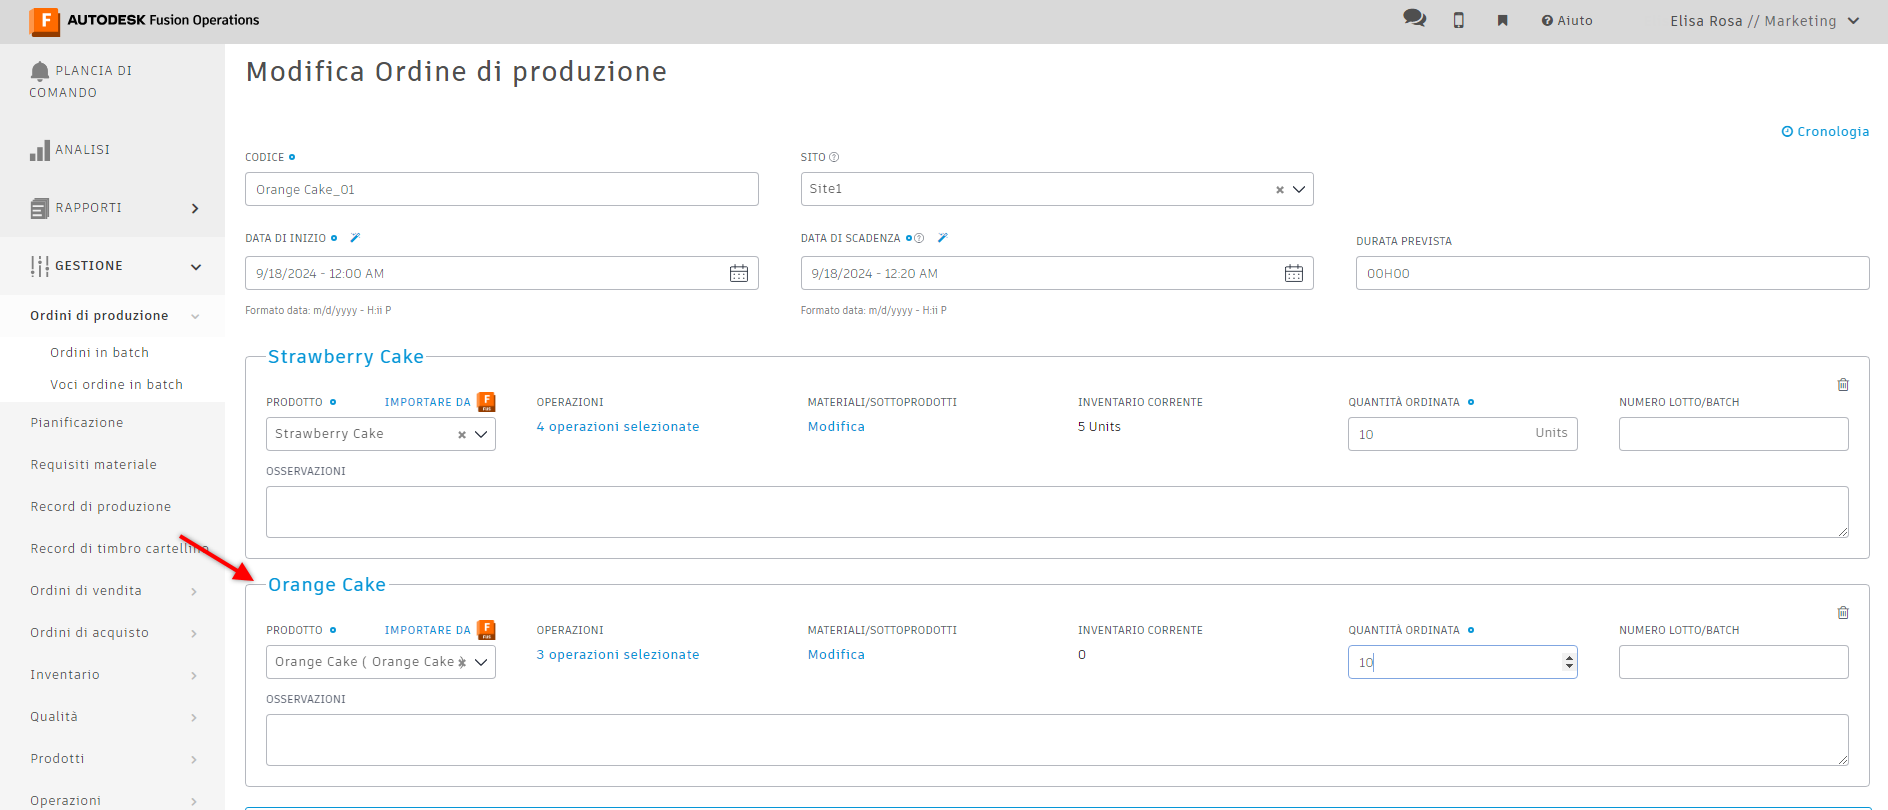 AUTODESK Fusion Operations
Aiuto
Elisa Rosa // Marketing
PLANCIA DI
COMANDO
ANALISI
RAPPORTI
GESTIONE
Ordini di produzione
Ordini in batch
Voci ordine in batch
Pianificazione
Requisiti materiale
Record di produzione
Record di timbro cartellino
Ordini di vendita
Ordini di acquisto
Inventario
Qualità
Prodotti
Operazioni
Modifica Ordine di produzione
Cronologia
CODICE
Orange Cake_01
SITO
Site1
DATA DI INIZIO
9/18/2024 - 12:00 AM
Formato data: m/d/yyyy - H:ii P
DATA DI SCADENZA
9/18/2024 - 12:20 AM
Formato data: m/d/yyyy - H:ii P
DURATA PREVISTA
00H00
Strawberry Cake
PRODOTTO
IMPORTARE DA
Strawberry Cake
OPERAZIONI
4 operazioni selezionate
MATERIALI/SOTTOPRODOTTI
Modifica
INVENTARIO CORRENTE
5 Units
QUANTITÀ ORDINATA
10 Units
NUMERO LOTTO/BATCH
OSSERVAZIONI
Orange Cake
PRODOTTO
IMPORTARE DA
Orange Cake ( Orange Cake
OPERAZIONI
3 operazioni selezionate
MATERIALI/SOTTOPRODOTTI
Modifica
INVENTARIO CORRENTE
0
QUANTITÀ ORDINATA
10
NUMERO LOTTO/BATCH
OSSERVAZIONI